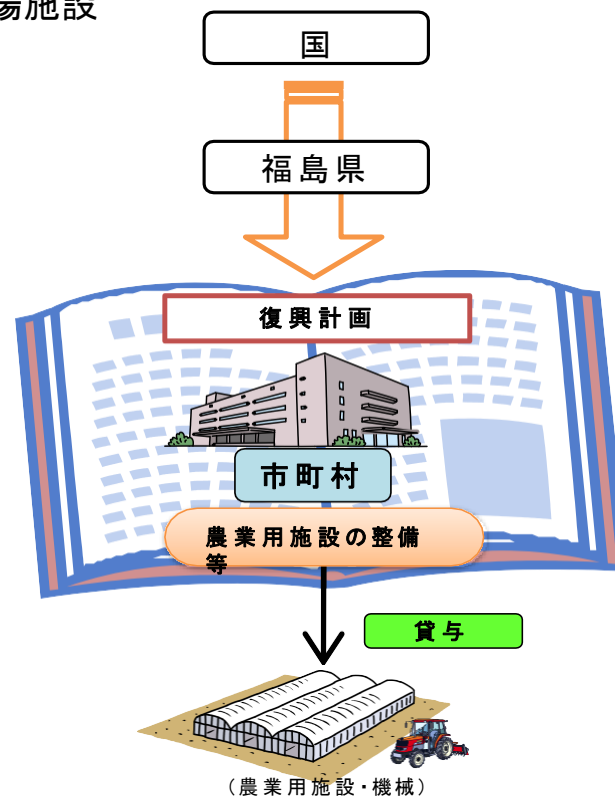 場施設
国
福島県
復興計画
市町村
農業用施設の整備
等
貸与
（農業用施設・機械）